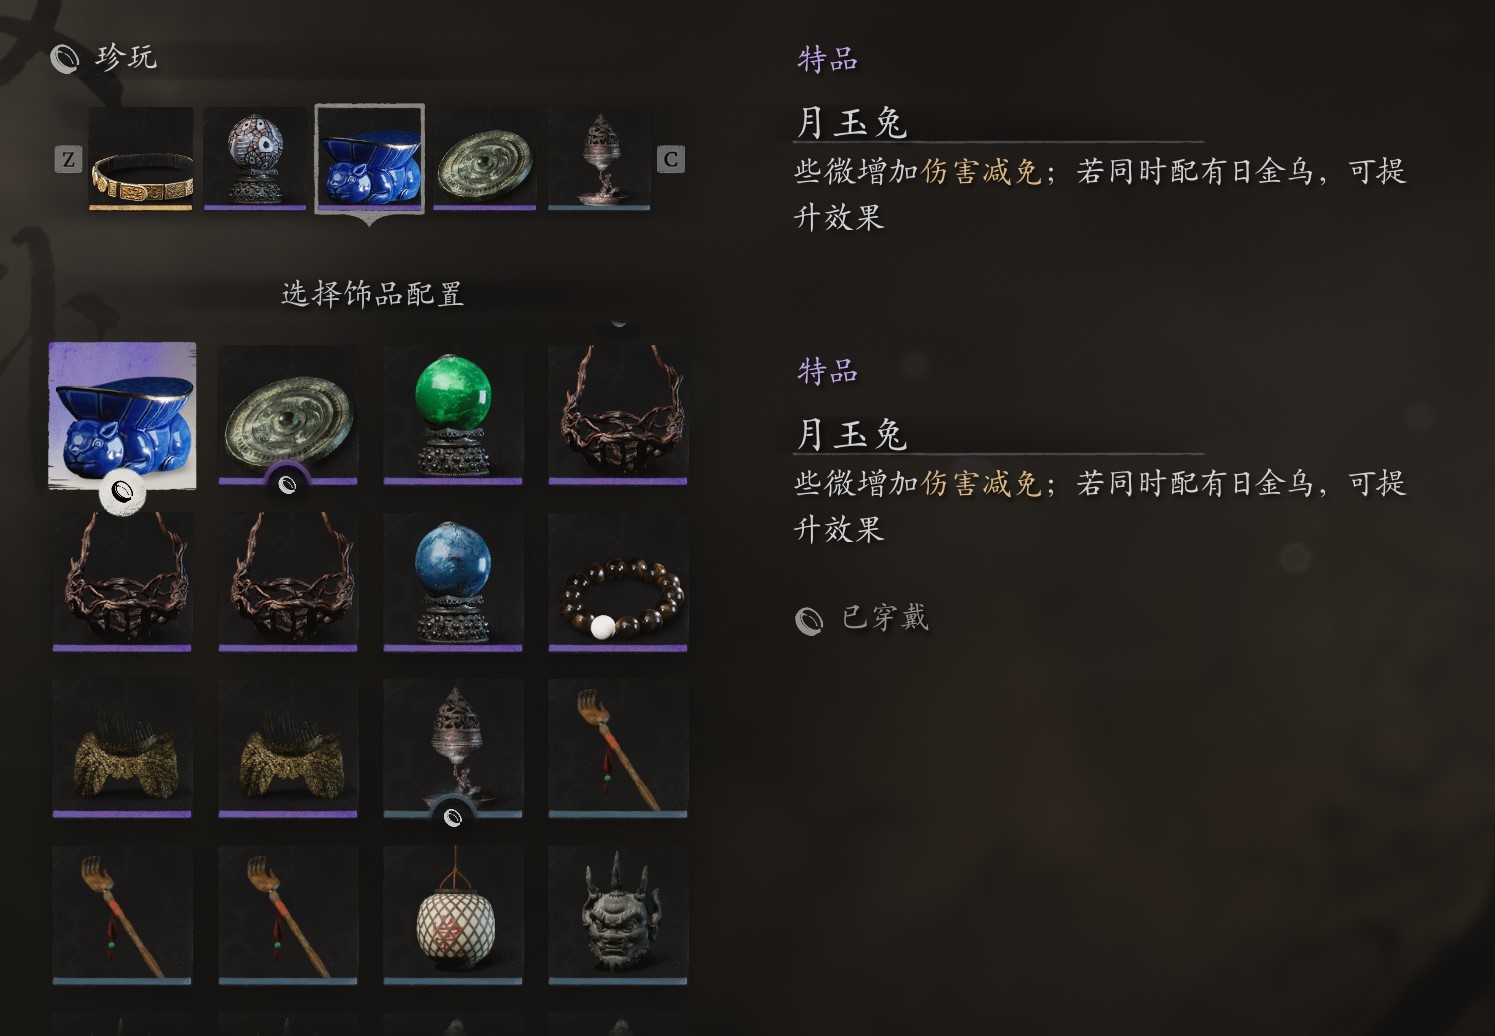 珍玩
Z
C
选择饰品配置
特品
月玉兔
些微增加伤害减免；若同时配有日金乌，可提
升效果
特品
月玉兔
些微增加伤害减免；若同时配有日金乌，可提
升效果
已穿戴